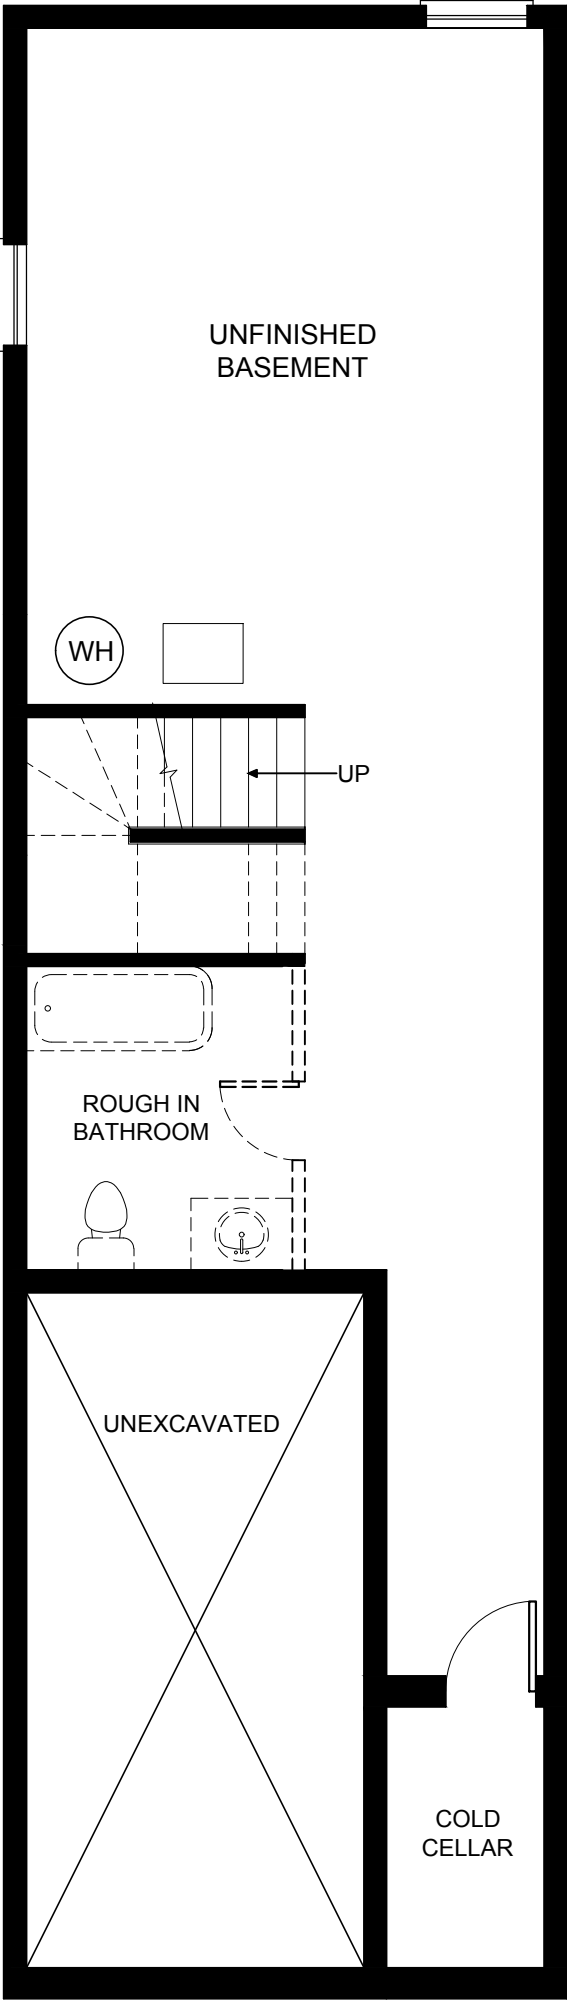 UNFINISHED
BASEMENT
WH
UP
ROUGH IN
BATHROOM
UNEXCAVATED
COLD
CELLAR